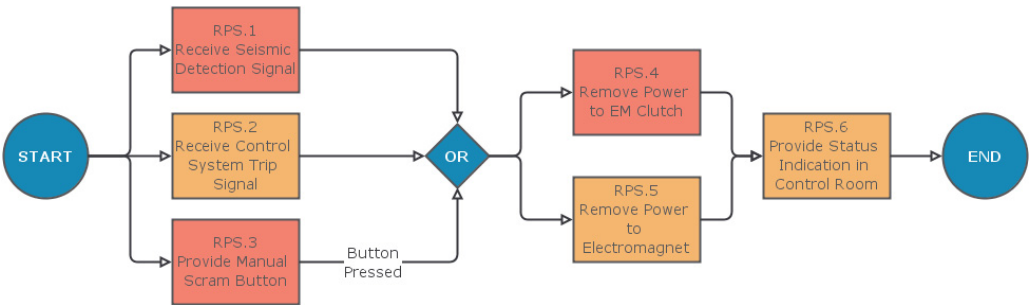 START
RPS.1
Receive Seismic
Detection Signal
RPS.2
Receive Control
System Trip
Signal
RPS.3
Provide Manual
Scram Button
Button
Pressed
OR
RPS.4
Remove Power
to EM Clutch
RPS.5
Remove Power
to
Electromagnet
RPS.6
Provide Status
Indication in
Control Room
END